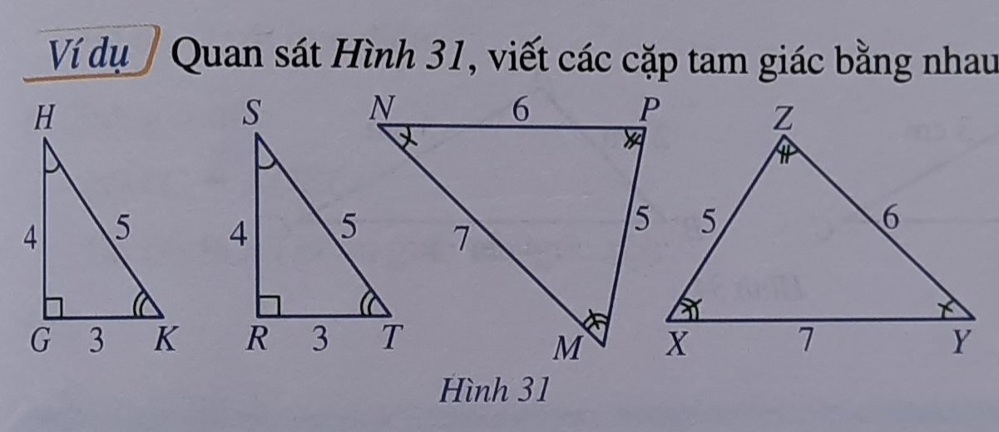 Ví dụ Quan sát Hình 31, viết các cặp tam giác bằng nhau
H S N 6 P Z
4 5 4 5 7 5 5 6
G 3 K R 3 T M X 7 Y
Hình 31